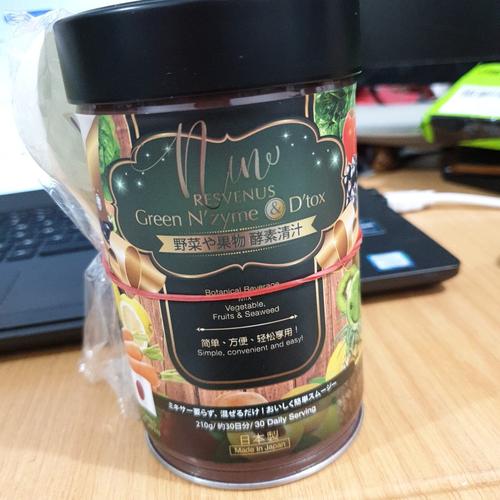 Nine
RESVENUS
Green N'zyme & D'tox
野菜や果物 酵素清汁
Botanical Beverage
Mix
Vegetable,
Fruits & Seaweed
简单、方便、轻松享用！
Simple, convenient and easy!
ミキサー要らず、混ぜるだけ！おいしく簡単スムージー
210g/ 約30日分/ 30 Daily Serving
日本製
Made In Japan